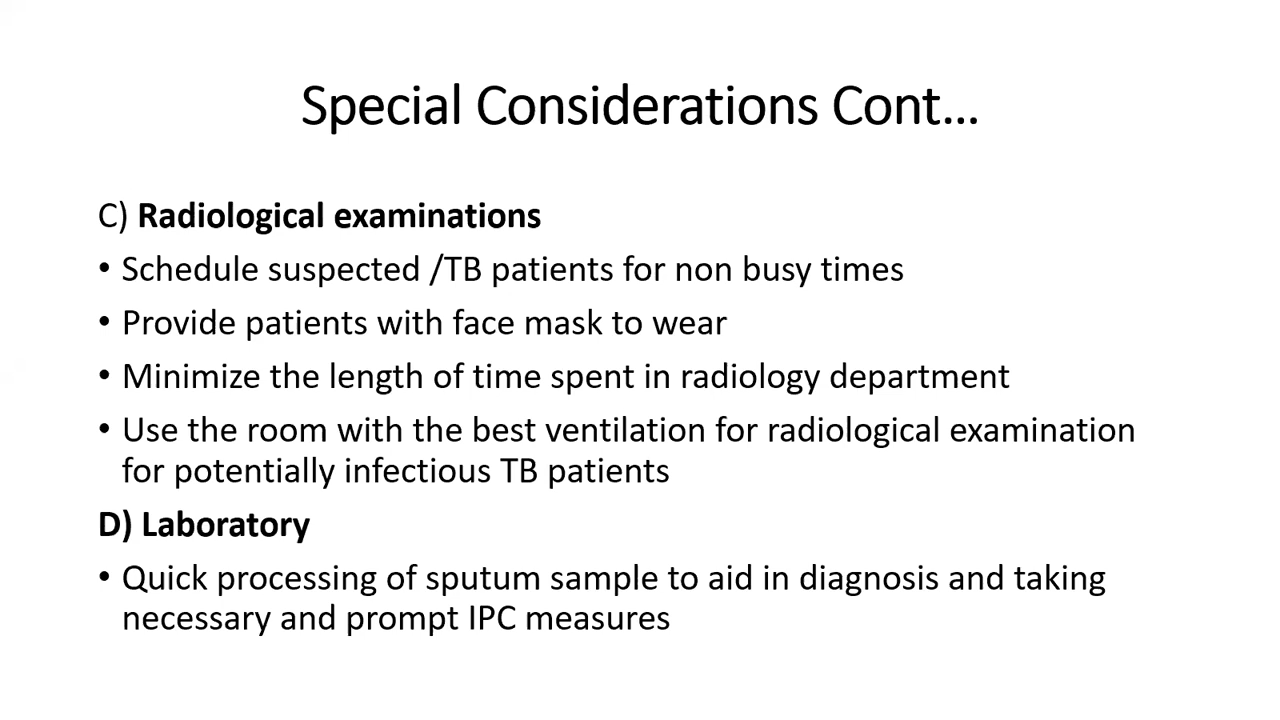 Special Considerations Cont…
C) Radiological examinations
• Schedule suspected /TB patients for non busy times
• Provide patients with face mask to wear
• Minimize the length of time spent in radiology department
• Use the room with the best ventilation for radiological examination
for potentially infectious TB patients
D) Laboratory
• Quick processing of sputum sample to aid in diagnosis and taking
necessary and prompt IPC measures